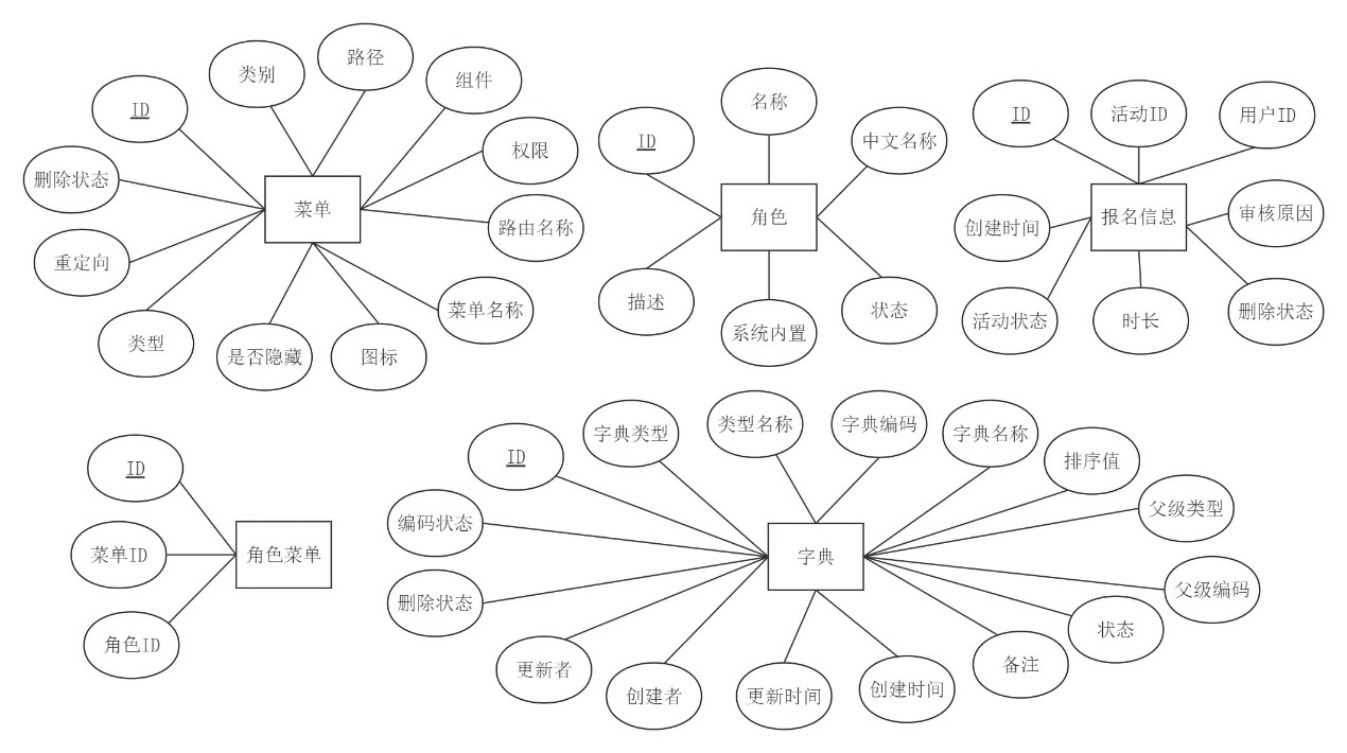 ID
类别
路径
组件
权限
路由名称
菜单名称
图标
是否隐藏
类型
重定向
删除状态
菜单
ID
名称
中文名称
状态
系统内置
描述
角色
ID
活动ID
用户ID
审核原因
删除状态
时长
活动状态
创建时间
报名信息
ID
菜单ID
角色ID
角色菜单
ID
字典类型
类型名称
字典编码
字典名称
排序值
父级类型
父级编码
状态
备注
创建时间
更新时间
创建者
更新者
删除状态
编码状态
字典